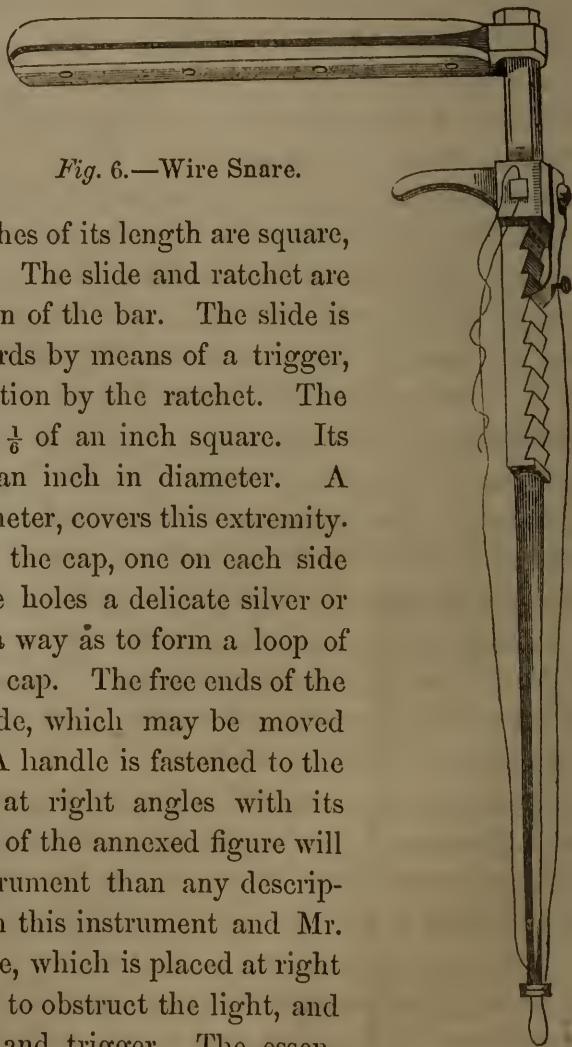 Fig. 6.—Wire Snare.
hes of its length are square,
The slide and ratchet are
n of the bar. The slide is
rds by means of a trigger,
tion by the ratchet. The
⅙ of an inch square. Its
an inch in diameter. A
neter, covers this extremity.
the cap, one on each side
e holes a delicate silver or
a way as to form a loop of
cap. The free ends of the
de, which may be moved
A handle is fastened to the
at right angles with its
of the annexed figure will
rument than any descrip-
n this instrument and Mr.
e, which is placed at right
to obstruct the light, and
and trigger. The essen-